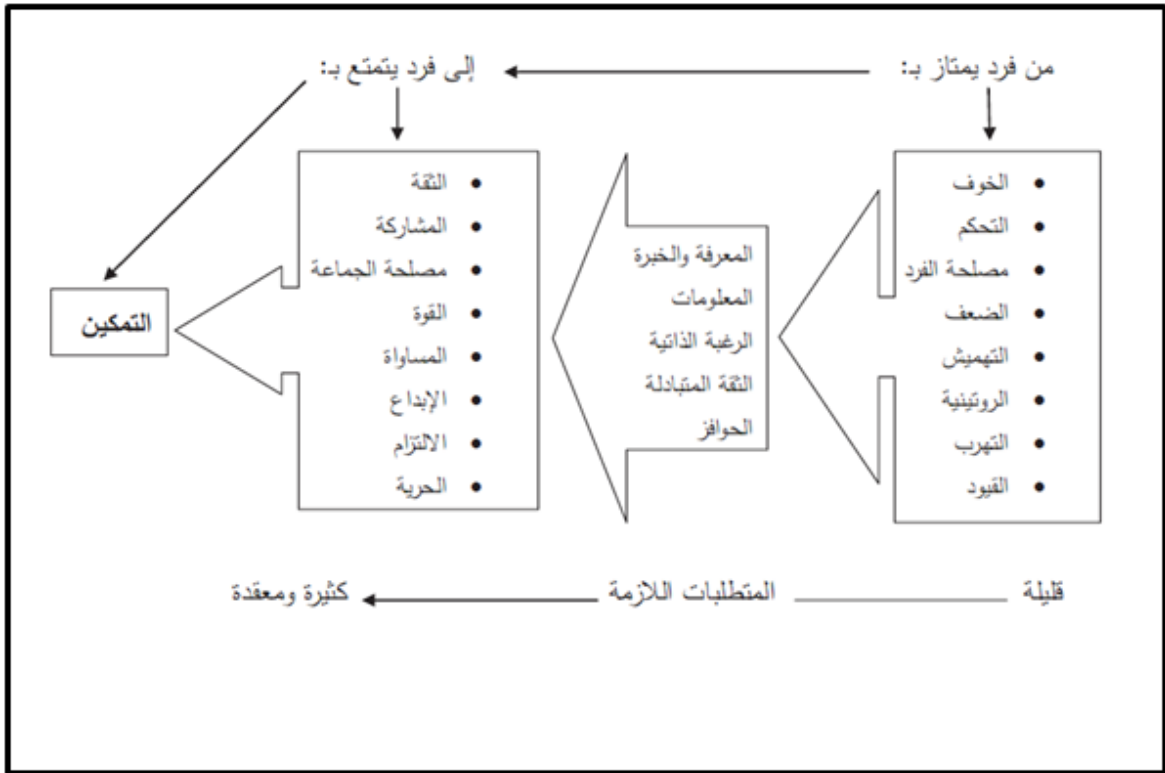 من فرد يمتاز بـ:
إلى فرد يتمتع بـ:
• الخوف
• التحكم
• مصلحة الفرد
• الضعف
• التهميش
• الروتينية
• التهرب
• القيود
المعرفة والخبرة
المعلومات
الرغبة الذاتية
الثقة المتبادلة
الحوافز
• الثقة
• المشاركة
• مصلحة الجماعة
• القوة
• المساواة
• الإبداع
• الالتزام
• الحرية
التمكين
قليلة
المتطلبات اللازمة
كثيرة ومعقدة